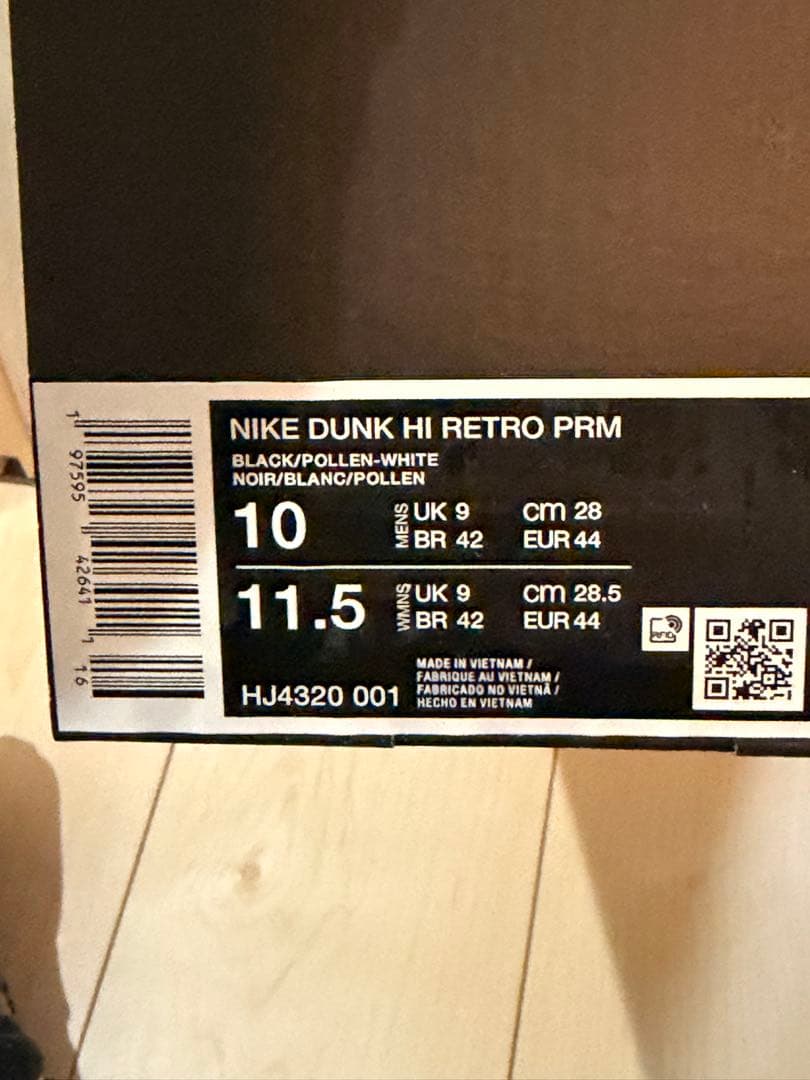 NIKE DUNK HI RETRO PRM
BLACK/POLLEN-WHITE
NOIR/BLANC/POLLEN
10 MENS UK 9 cm 28
BR 42 EUR 44
11.5 WMNS UK 9 cm 28.5
BR 42 EUR 44
HJ4320 001
MADE IN VIETNAM /
FABRIQUE AU VIETNAM /
FABRICADO NO VIETNÃ /
HECHO EN VIETNAM
RFID
1 97595 42641 1 16